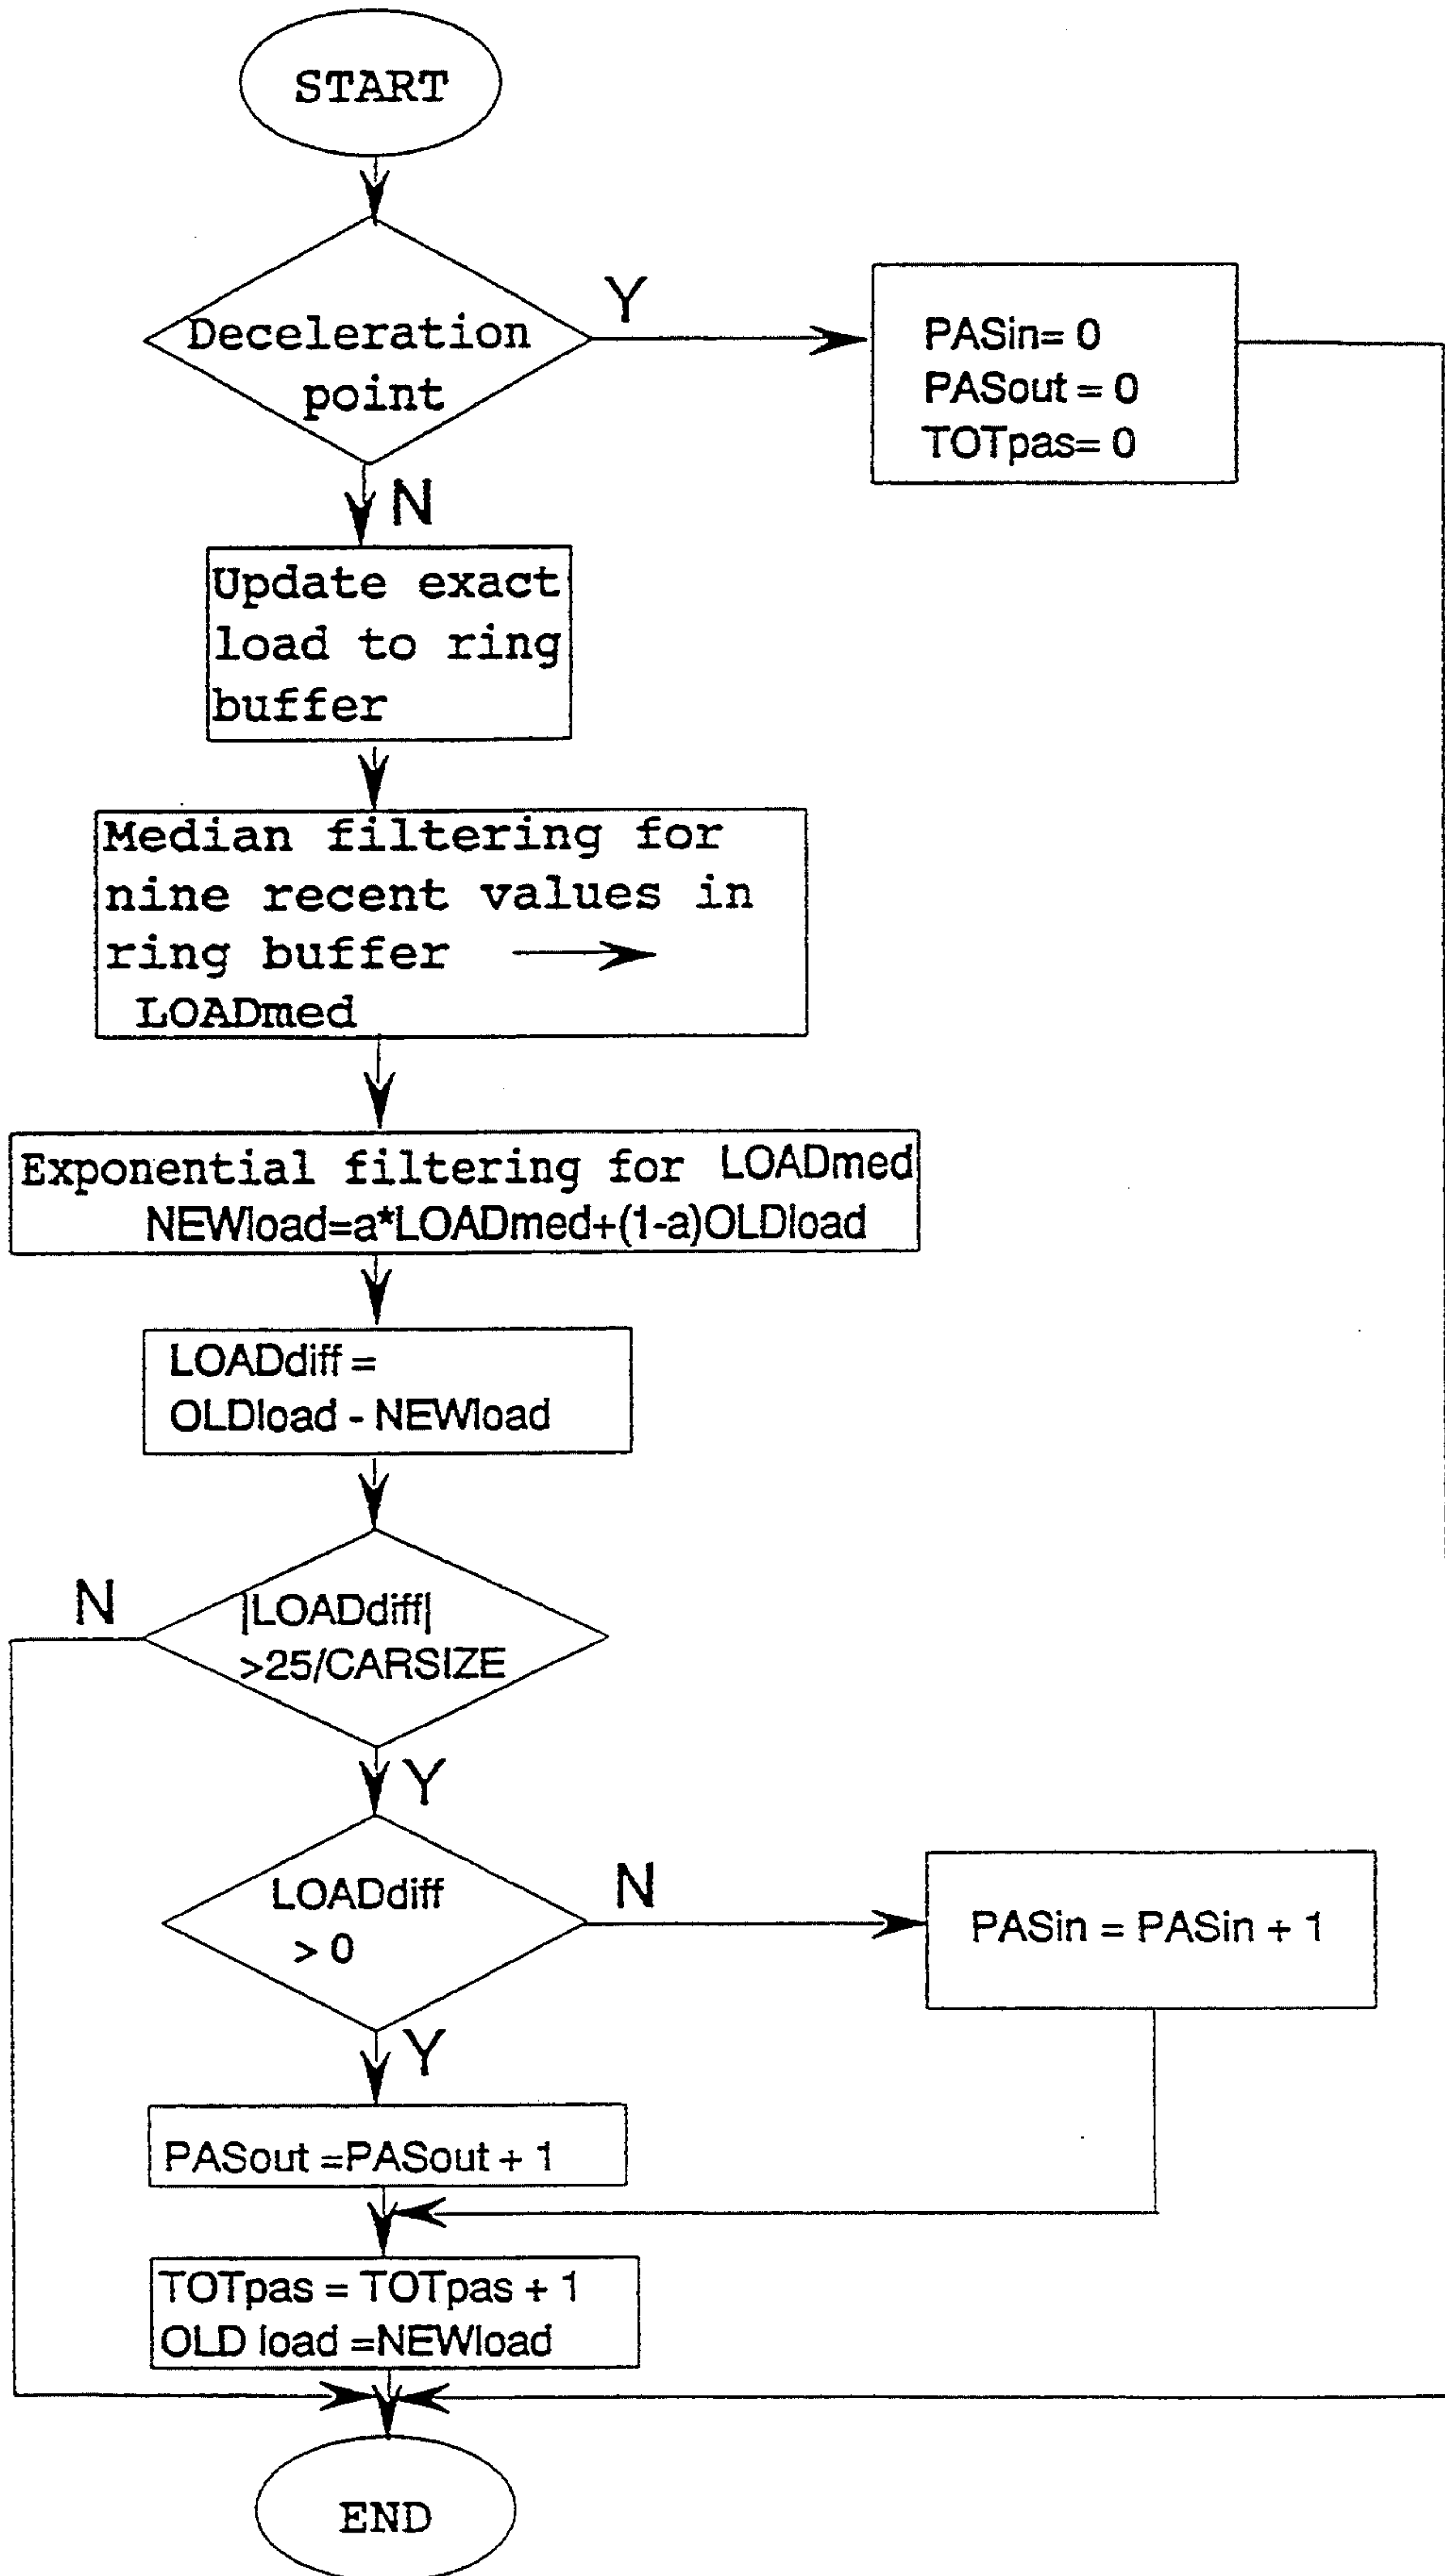 START
Deceleration
point
Y
PASin= 0
PASout = 0
TOTpas= 0
N
Update exact
load to ring
buffer
Median filtering for
nine recent values in
ring buffer
LOADmed
Exponential filtering for LOADmed
NEWload=a*LOADmed+(1-a)OLDload
LOADdiff =
OLDload - NEWload
N
|LOADdiff|
>25/CARSIZE
Y
LOADdiff
> 0
N
PASin = PASin + 1
Y
PASout =PASout + 1
TOTpas = TOTpas + 1
OLD load =NEWload
END